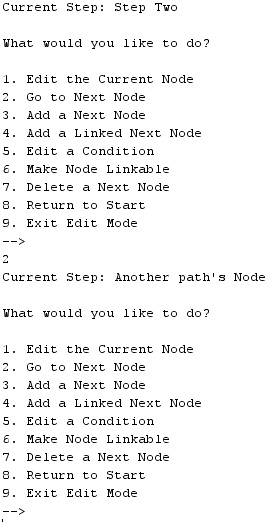 Current Step: Step Two
What would you like to do?
1. Edit the Current Node
2. Go to Next Node
3. Add a Next Node
4. Add a Linked Next Node
5. Edit a Condition
6. Make Node Linkable
7. Delete a Next Node
8. Return to Start
9. Exit Edit Mode
-->
2
Current Step: Another path's Node
What would you like to do?
1. Edit the Current Node
2. Go to Next Node
3. Add a Next Node
4. Add a Linked Next Node
5. Edit a Condition
6. Make Node Linkable
7. Delete a Next Node
8. Return to Start
9. Exit Edit Mode
-->